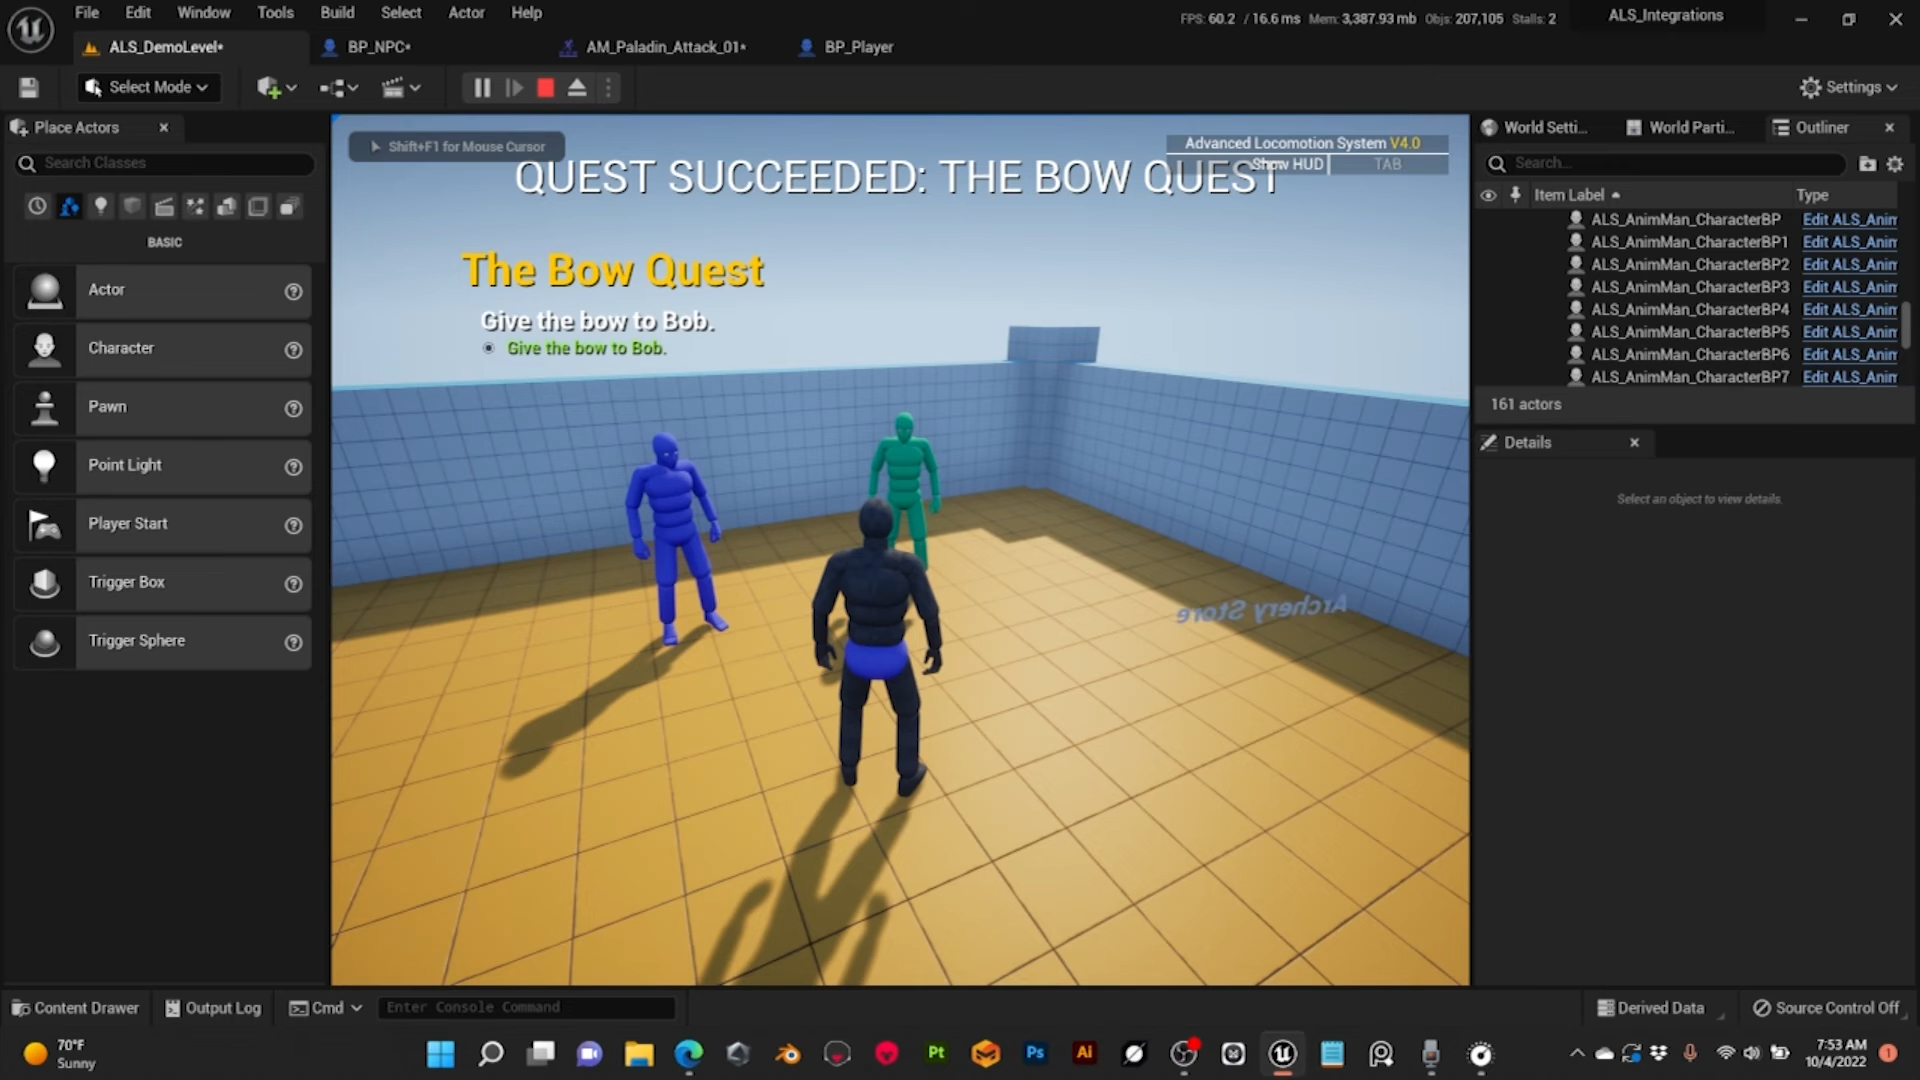 File Edit Window Tools Build Select Actor Help
FPS: 60.2 / 16.6 ms Mem: 3,387.93 mb Objs: 207,105 Stalls: 2
ALS_Integrations
ALS_DemoLevel*
BP_NPC*
AM_Paladin_Attack_01*
BP_Player
Select Mode
Settings
Place Actors
Search Classes
BASIC
Actor
Character
Pawn
Point Light
Player Start
Trigger Box
Trigger Sphere
Shift+F1 for Mouse Cursor
Advanced Locomotion System V4.0
Show HUD TAB
QUEST SUCCEEDED: THE BOW QUEST
The Bow Quest
Give the bow to Bob.
Give the bow to Bob.
Archery Store
World Setti...
World Parti...
Outliner
Search...
Item Label Type
ALS_AnimMan_CharacterBP Edit ALS_Anim
ALS_AnimMan_CharacterBP1 Edit ALS_Anim
ALS_AnimMan_CharacterBP2 Edit ALS_Anim
ALS_AnimMan_CharacterBP3 Edit ALS_Anim
ALS_AnimMan_CharacterBP4 Edit ALS_Anim
ALS_AnimMan_CharacterBP5 Edit ALS_Anim
ALS_AnimMan_CharacterBP6 Edit ALS_Anim
ALS_AnimMan_CharacterBP7 Edit ALS_Anim
161 actors
Details
Select an object to view details.
Content Drawer
Output Log
Cmd
Enter Console Command
Derived Data
Source Control Off
70°F
Sunny
Pt
Ps
Ai
7:53 AM
10/4/2022
1